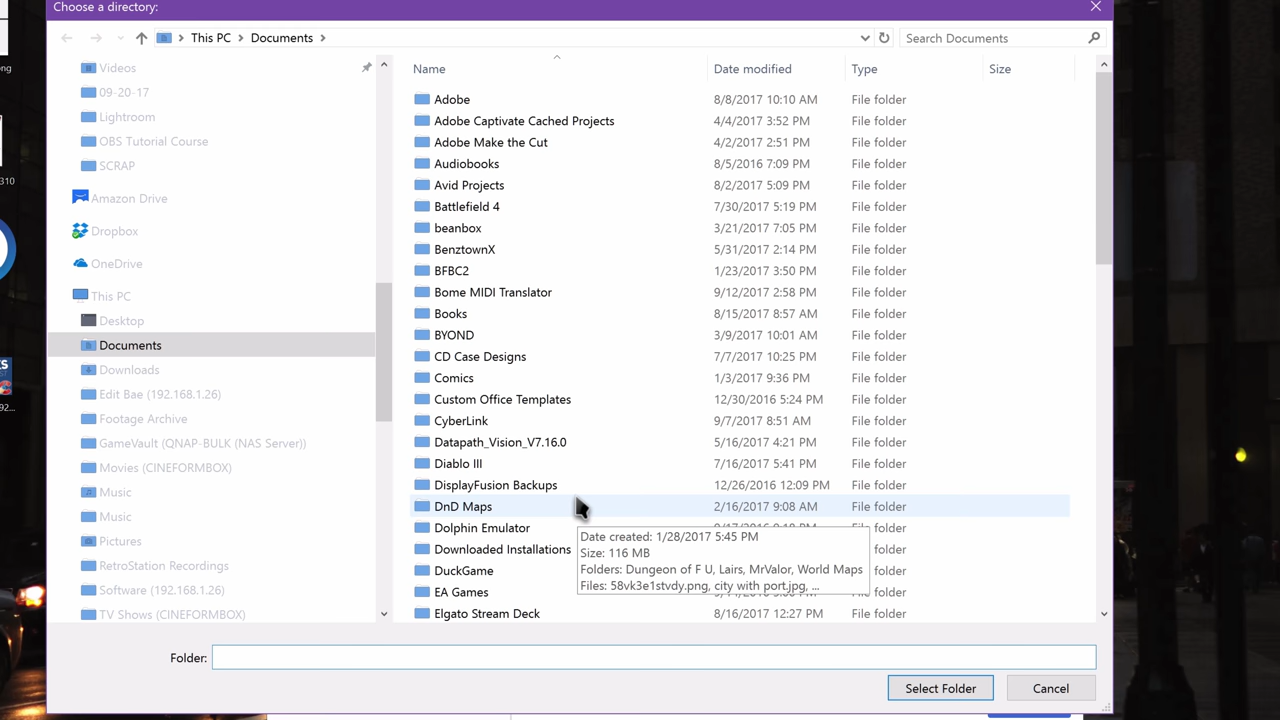 Choose a directory:
This PC Documents
Search Documents
Videos
09-20-17
Lightroom
OBS Tutorial Course
SCRAP
Amazon Drive
Dropbox
OneDrive
This PC
Desktop
Documents
Downloads
Edit Bae (192.168.1.26)
Footage Archive
GameVault (QNAP-BULK (NAS Server))
Movies (CINEFORMBOX)
Music
Music
Pictures
RetroStation Recordings
Software (192.168.1.26)
TV Shows (CINEFORMBOX)
Name Date modified Type Size
Adobe 8/8/2017 10:10 AM File folder
Adobe Captivate Cached Projects 4/4/2017 3:52 PM File folder
Adobe Make the Cut 4/2/2017 2:51 PM File folder
Audiobooks 8/5/2016 7:09 PM File folder
Avid Projects 8/2/2017 5:09 PM File folder
Battlefield 4 7/30/2017 5:19 PM File folder
beanbox 3/21/2017 7:05 PM File folder
BenztownX 5/31/2017 2:14 PM File folder
BFBC2 1/23/2017 3:50 PM File folder
Bome MIDI Translator 9/12/2017 2:58 PM File folder
Books 8/15/2017 8:57 AM File folder
BYOND 3/9/2017 10:01 AM File folder
CD Case Designs 7/7/2017 10:25 PM File folder
Comics 1/3/2017 9:36 PM File folder
Custom Office Templates 12/30/2016 5:24 PM File folder
CyberLink 9/7/2017 8:51 AM File folder
Datapath_Vision_V7.16.0 5/16/2017 4:21 PM File folder
Diablo III 7/16/2017 5:41 PM File folder
DisplayFusion Backups 12/26/2016 12:09 PM File folder
DnD Maps 2/16/2017 9:08 AM File folder
Dolphin Emulator File folder
Downloaded Installations folder
DuckGame folder
EA Games folder
Elgato Stream Deck 8/16/2017 12:27 PM File folder
Date created: 1/28/2017 5:45 PM
Size: 116 MB
Folders: Dungeon of F U, Lairs, MrValor, World Maps
Files: 58vk3e1stvdy.png, city with port.jpg, ...
Folder:
Select Folder Cancel
ong
310
KS
92...